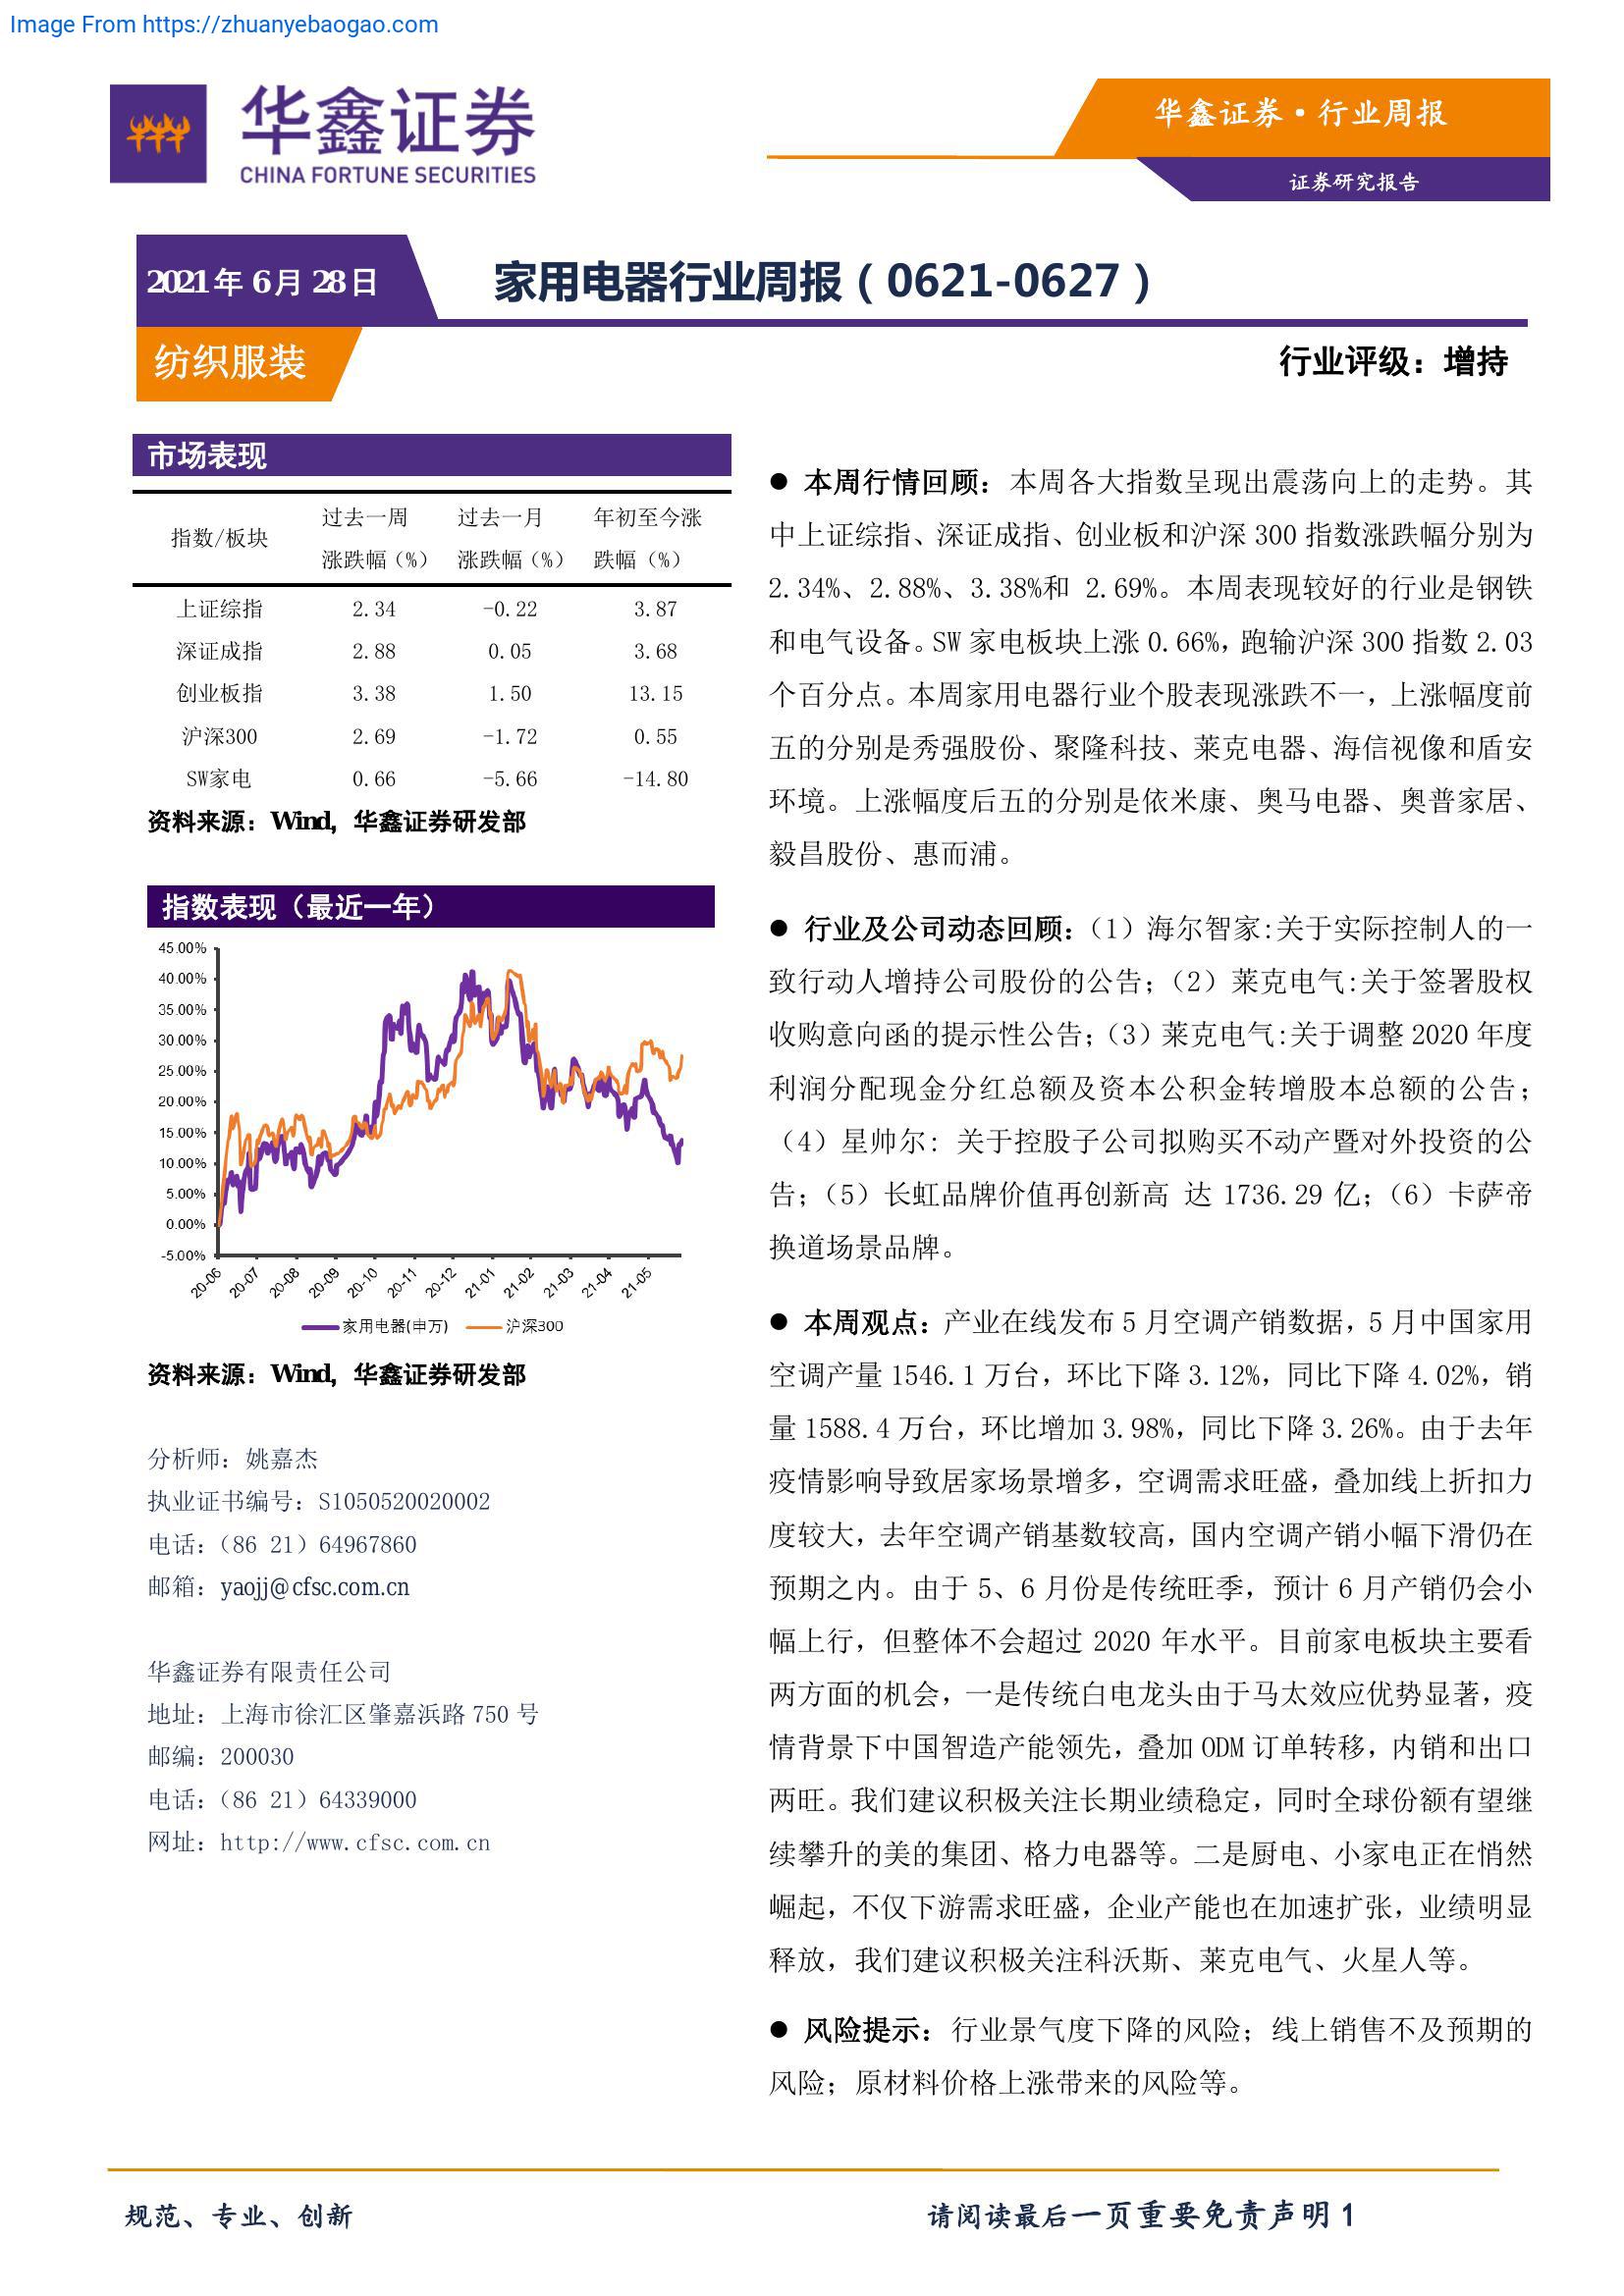 Image From https://zhuanyebaogao.com
华鑫证券
CHINA FORTUNE SECURITIES
华鑫证券·行业周报
证券研究报告
2021年 6月 28日
家用电器行业周报（0621-0627）
纺织服装
行业评级：增持
市场表现
指数/板块 过去一周涨跌幅（%） 过去一月涨跌幅（%） 年初至今涨跌幅（%）
上证综指 2.34 -0.22 3.87
深证成指 2.88 0.05 3.68
创业板指 3.38 1.50 13.15
沪深300 2.69 -1.72 0.55
SW家电 0.66 -5.66 -14.80
资料来源：Wind，华鑫证券研发部
指数表现（最近一年）
45.00%
40.00%
35.00%
30.00%
25.00%
20.00%
15.00%
10.00%
5.00%
0.00%
-5.00%
20-06 20-07 20-08 20-09 20-10 20-11 20-12 21-01 21-02 21-03 21-04 21-05
家用电器(申万) 沪深300
资料来源：Wind，华鑫证券研发部
分析师：姚嘉杰
执业证书编号：S1050520020002
电话：（86 21）64967860
邮箱：yaojj@cfsc.com.cn
华鑫证券有限责任公司
地址：上海市徐汇区肇嘉浜路 750 号
邮编：200030
电话：（86 21）64339000
网址：http://www.cfsc.com.cn
● 本周行情回顾：本周各大指数呈现出震荡向上的走势。其
中上证综指、深证成指、创业板和沪深 300 指数涨跌幅分别为
2.34%、2.88%、3.38%和 2.69%。本周表现较好的行业是钢铁
和电气设备。SW 家电板块上涨 0.66%，跑输沪深 300 指数 2.03
个百分点。本周家用电器行业个股表现涨跌不一，上涨幅度前
五的分别是秀强股份、聚隆科技、莱克电器、海信视像和盾安
环境。上涨幅度后五的分别是依米康、奥马电器、奥普家居、
毅昌股份、惠而浦。
● 行业及公司动态回顾：（1）海尔智家:关于实际控制人的一
致行动人增持公司股份的公告；（2）莱克电气:关于签署股权
收购意向函的提示性公告；（3）莱克电气:关于调整 2020 年度
利润分配现金分红总额及资本公积金转增股本总额的公告；
（4）星帅尔: 关于控股子公司拟购买不动产暨对外投资的公
告；（5）长虹品牌价值再创新高 达 1736.29 亿；（6）卡萨帝
换道场景品牌。
● 本周观点：产业在线发布 5 月空调产销数据，5 月中国家用
空调产量 1546.1 万台，环比下降 3.12%，同比下降 4.02%，销
量 1588.4 万台，环比增加 3.98%，同比下降 3.26%。由于去年
疫情影响导致居家场景增多，空调需求旺盛，叠加线上折扣力
度较大，去年空调产销基数较高，国内空调产销小幅下滑仍在
预期之内。由于 5、6 月份是传统旺季，预计 6 月产销仍会小
幅上行，但整体不会超过 2020 年水平。目前家电板块主要看
两方面的机会，一是传统白电龙头由于马太效应优势显著，疫
情背景下中国智造产能领先，叠加 ODM 订单转移，内销和出口
两旺。我们建议积极关注长期业绩稳定，同时全球份额有望继
续攀升的美的集团、格力电器等。二是厨电、小家电正在悄然
崛起，不仅下游需求旺盛，企业产能也在加速扩张，业绩明显
释放，我们建议积极关注科沃斯、莱克电气、火星人等。
● 风险提示：行业景气度下降的风险；线上销售不及预期的
风险；原材料价格上涨带来的风险等。
规范、专业、创新
请阅读最后一页重要免责声明 1